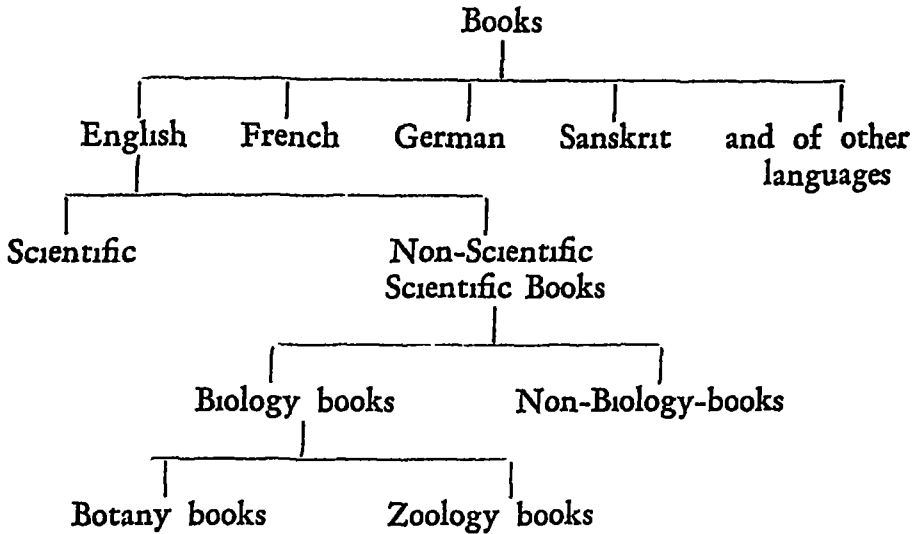 Books
English French German Sanskrit and of other
languages
Scientific Non-Scientific
Scientific Books
Biology books Non-Biology-books
Botany books Zoology books